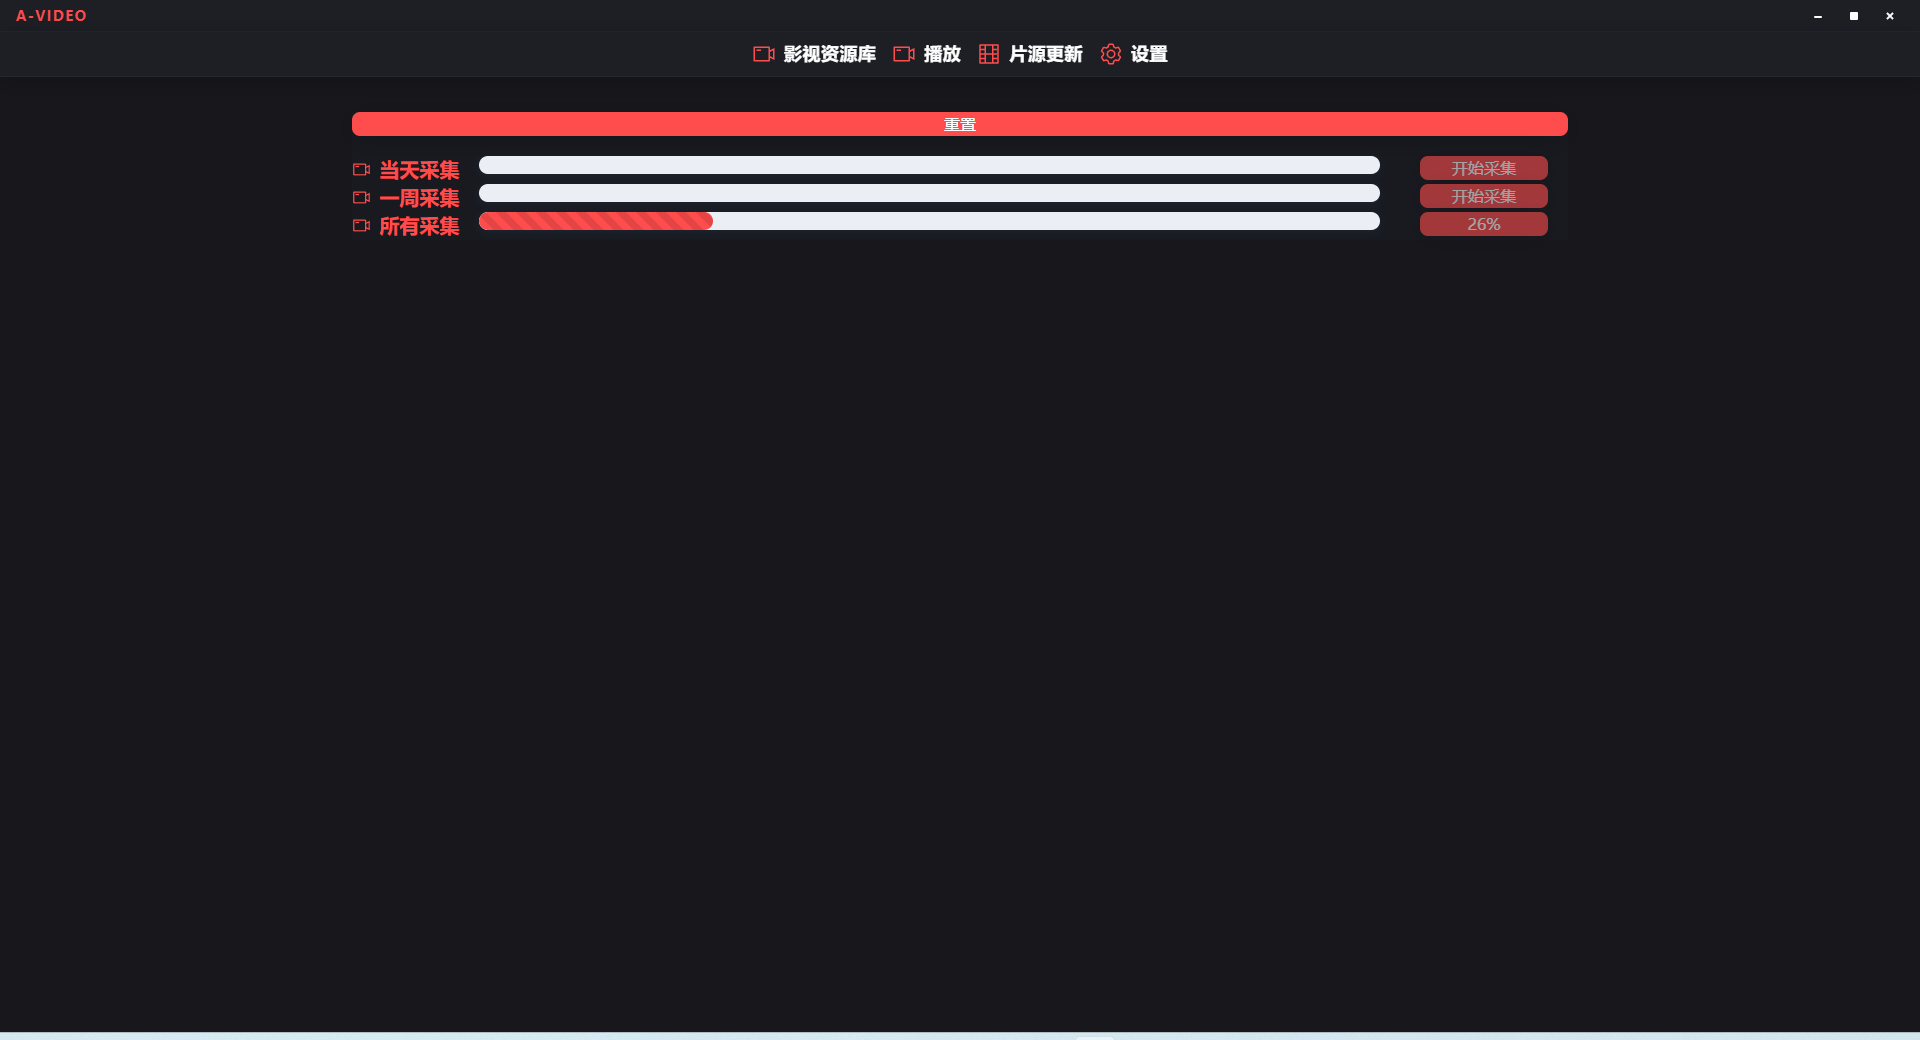 A-VIDEO
影视资源库 播放 片源更新 设置
重置
当天采集 开始采集
一周采集 开始采集
所有采集 26%